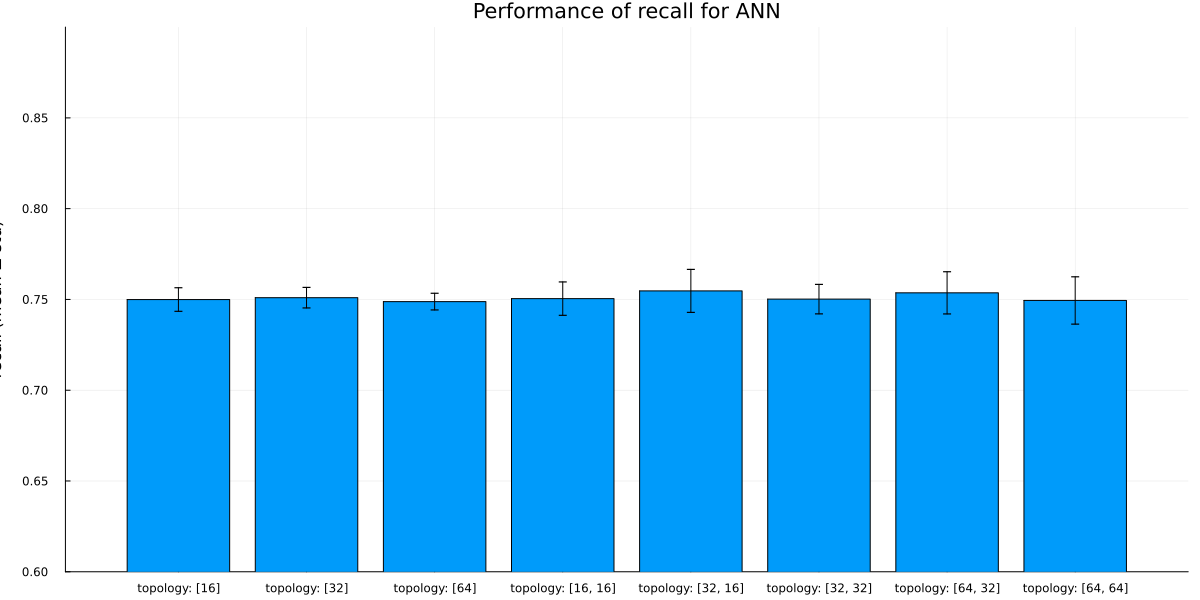 Performance of recall for ANN
0.85
0.80
0.75
0.70
0.65
0.60
topology: [16]
topology: [32]
topology: [64]
topology: [16, 16]
topology: [32, 16]
topology: [32, 32]
topology: [64, 32]
topology: [64, 64]